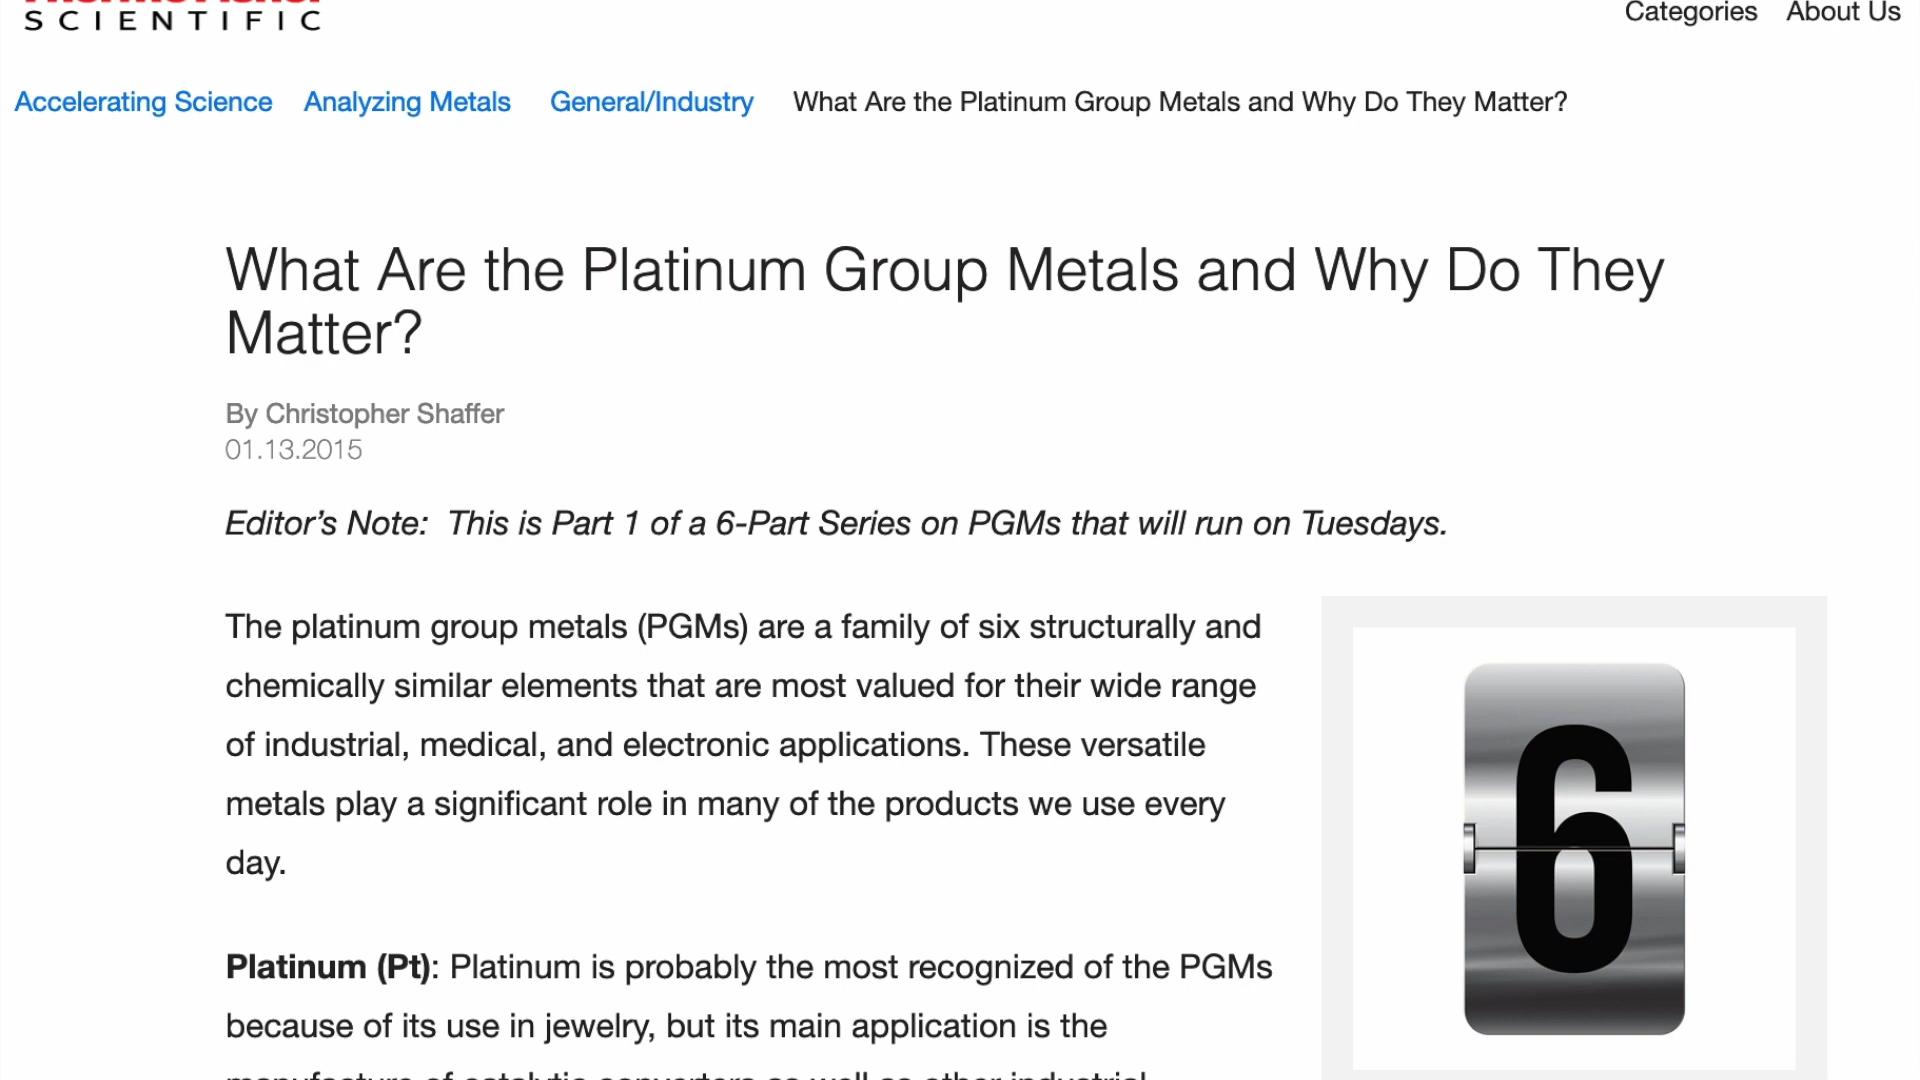 SCIENTIFIC
Categories About Us
Accelerating Science Analyzing Metals General/Industry What Are the Platinum Group Metals and Why Do They Matter?
What Are the Platinum Group Metals and Why Do They
Matter?
By Christopher Shaffer
01.13.2015
Editor’s Note:  This is Part 1 of a 6-Part Series on PGMs that will run on Tuesdays.
The platinum group metals (PGMs) are a family of six structurally and
chemically similar elements that are most valued for their wide range
of industrial, medical, and electronic applications. These versatile
metals play a significant role in many of the products we use every
day.
6
Platinum (Pt): Platinum is probably the most recognized of the PGMs
because of its use in jewelry, but its main application is the